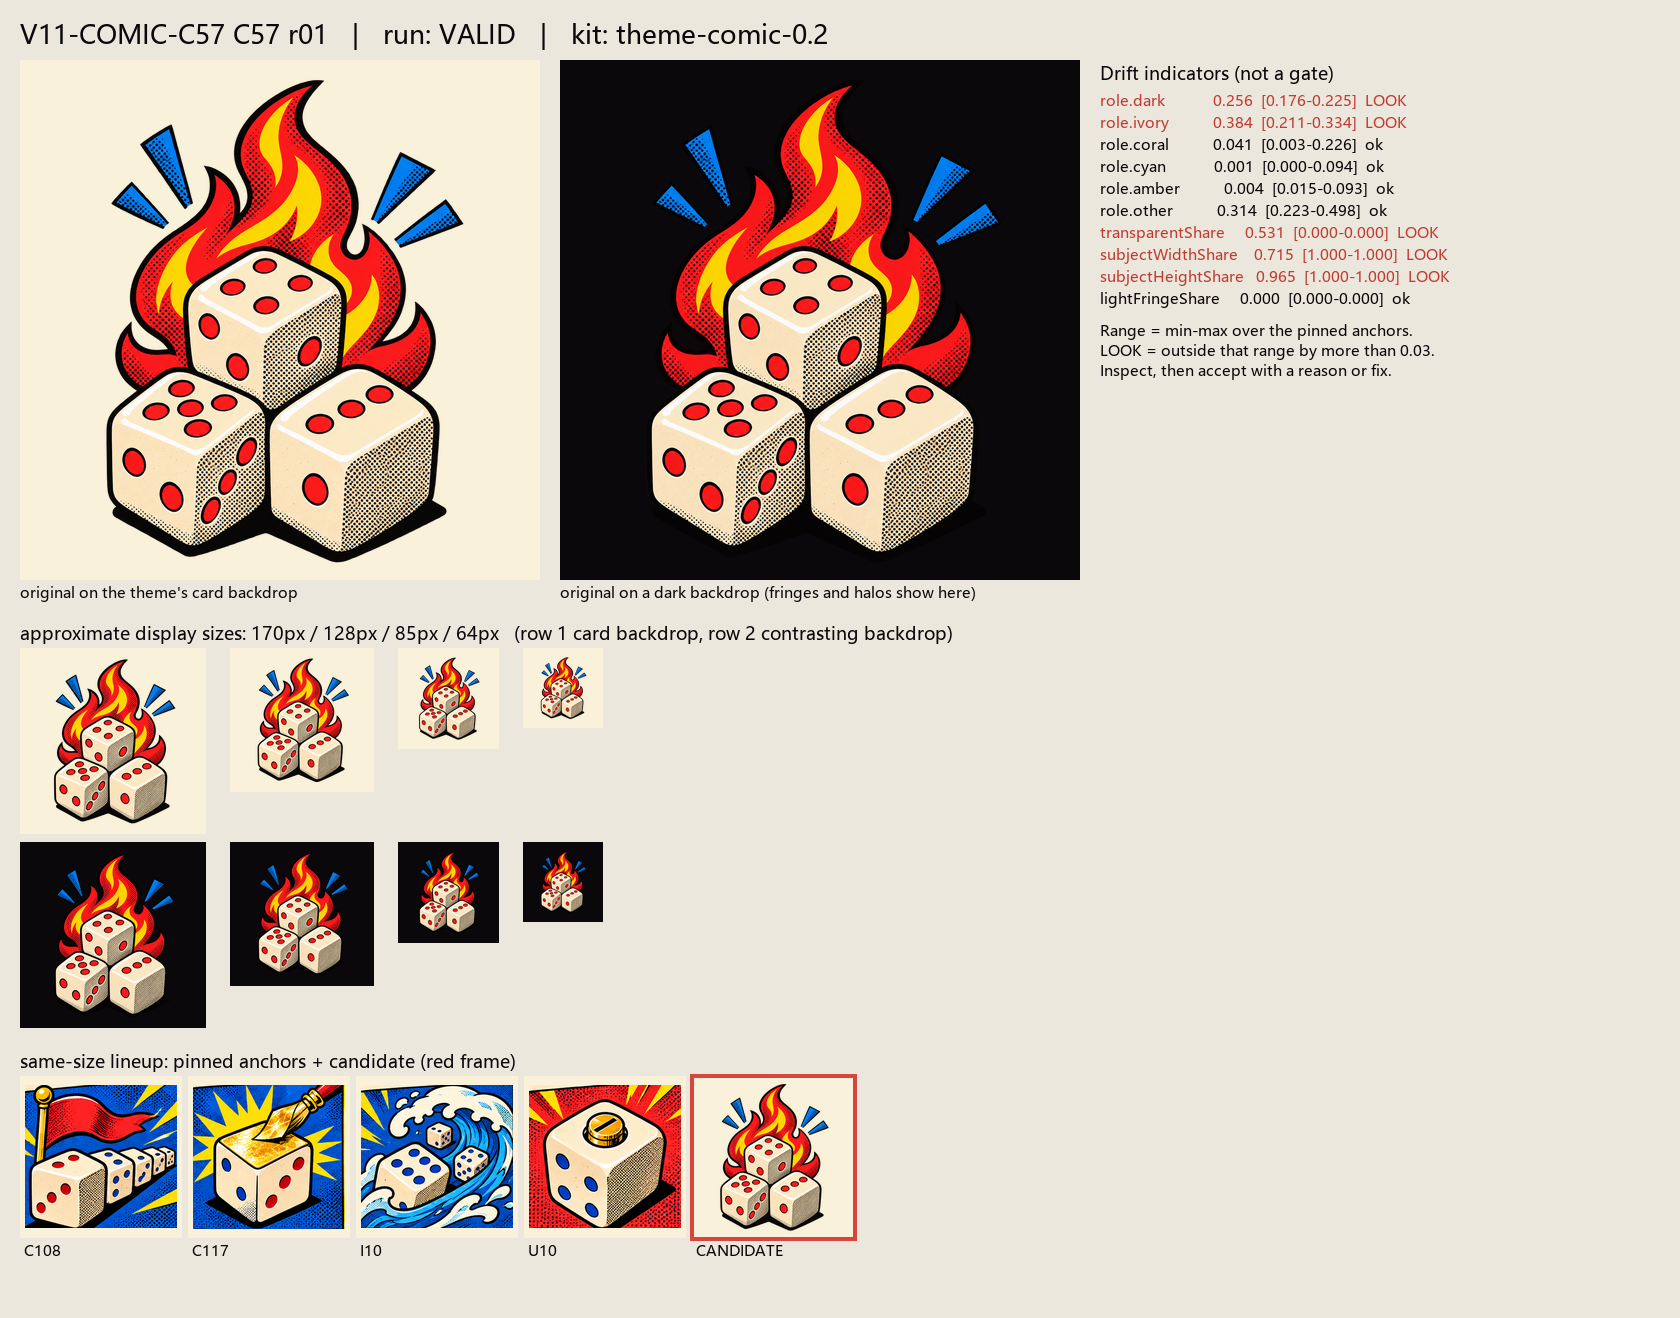 V11-COMIC-C57 C57 r01 | run: VALID | kit: theme-comic-0.2
Drift indicators (not a gate)
role.dark 0.256 [0.176-0.225] LOOK
role.ivory 0.384 [0.211-0.334] LOOK
role.coral 0.041 [0.003-0.226] ok
role.cyan 0.001 [0.000-0.094] ok
role.amber 0.004 [0.015-0.093] ok
role.other 0.314 [0.223-0.498] ok
transparentShare 0.531 [0.000-0.000] LOOK
subjectWidthShare 0.715 [1.000-1.000] LOOK
subjectHeightShare 0.965 [1.000-1.000] LOOK
lightFringeShare 0.000 [0.000-0.000] ok
Range = min-max over the pinned anchors.
LOOK = outside that range by more than 0.03.
Inspect, then accept with a reason or fix.
original on the theme's card backdrop
original on a dark backdrop (fringes and halos show here)
approximate display sizes: 170px / 128px / 85px / 64px (row 1 card backdrop, row 2 contrasting backdrop)
same-size lineup: pinned anchors + candidate (red frame)
C108
C117
I10
U10
CANDIDATE